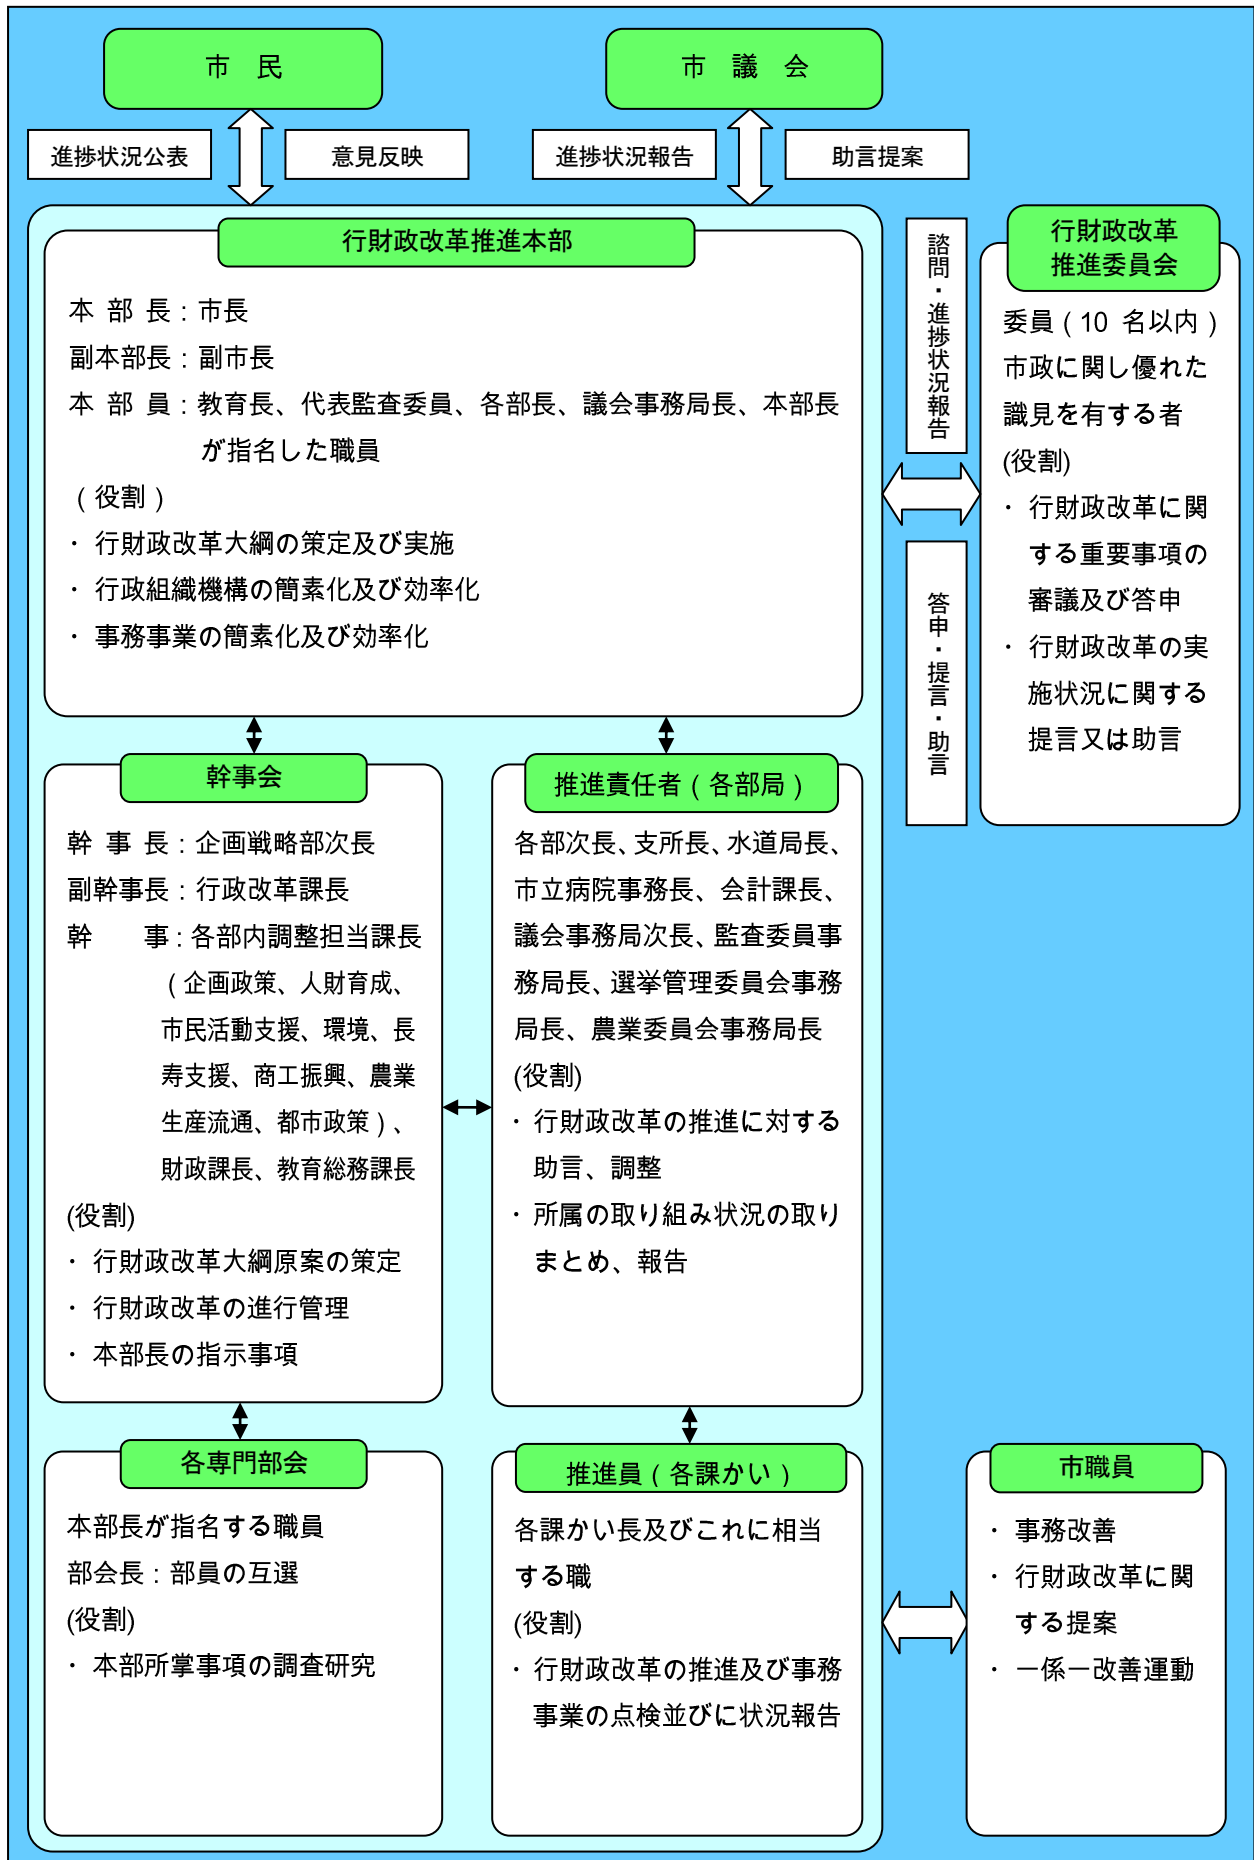 市　民
市　議　会
進捗状況公表
意見反映
進捗状況報告
助言提案
行財政改革推進本部
本 部 長：市長
副本部長：副市長
本 部 員：教育長、代表監査委員、各部長、議会事務局長、本部長
が指名した職員
（役割）
・ 行財政改革大綱の策定及び実施
・ 行政組織機構の簡素化及び効率化
・ 事務事業の簡素化及び効率化
諮問・進捗状況報告
答申・提言・助言
行財政改革
推進委員会
委員（10 名以内）
市政に関し優れた
識見を有する者
(役割)
・ 行財政改革に関
する重要事項の
審議及び答申
・ 行財政改革の実
施状況に関する
提言又は助言
幹事会
幹 事 長：企画戦略部次長
副幹事長：行政改革課長
幹　　事：各部内調整担当課長
（企画政策、人財育成、
市民活動支援、環境、長
寿支援、商工振興、農業
生産流通、都市政策）、
財政課長、教育総務課長
(役割)
・ 行財政改革大綱原案の策定
・ 行財政改革の進行管理
・ 本部長の指示事項
推進責任者（各部局）
各部次長、支所長、水道局長、
市立病院事務長、会計課長、
議会事務局次長、監査委員事
務局長、選挙管理委員会事務
局長、農業委員会事務局長
(役割)
・ 行財政改革の推進に対する
助言、調整
・ 所属の取り組み状況の取り
まとめ、報告
各専門部会
本部長が指名する職員
部会長：部員の互選
(役割)
・ 本部所掌事項の調査研究
推進員（各課かい）
各課かい長及びこれに相当
する職
(役割)
・ 行財政改革の推進及び事務
事業の点検並びに状況報告
市職員
・ 事務改善
・ 行財政改革に関
する提案
・ 一係一改善運動